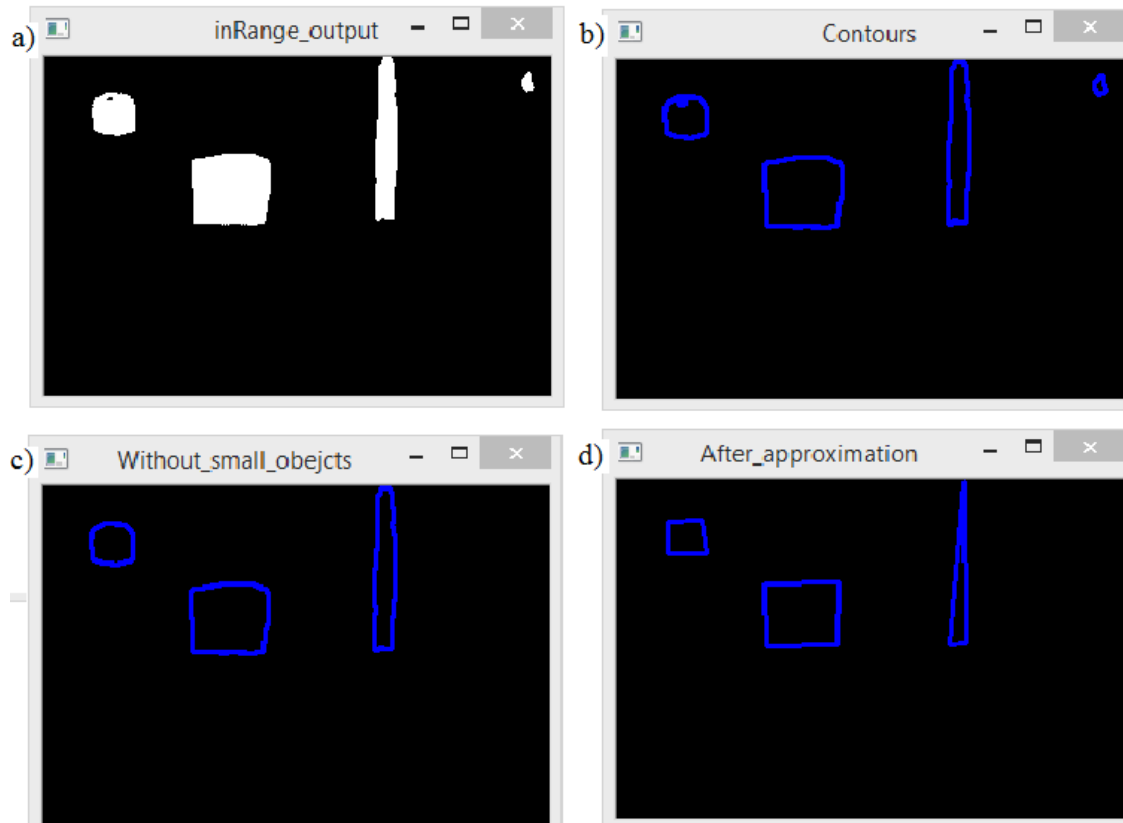 a) inRange_output
b) Contours
c) Without_small_obejcts
d) After_approximation